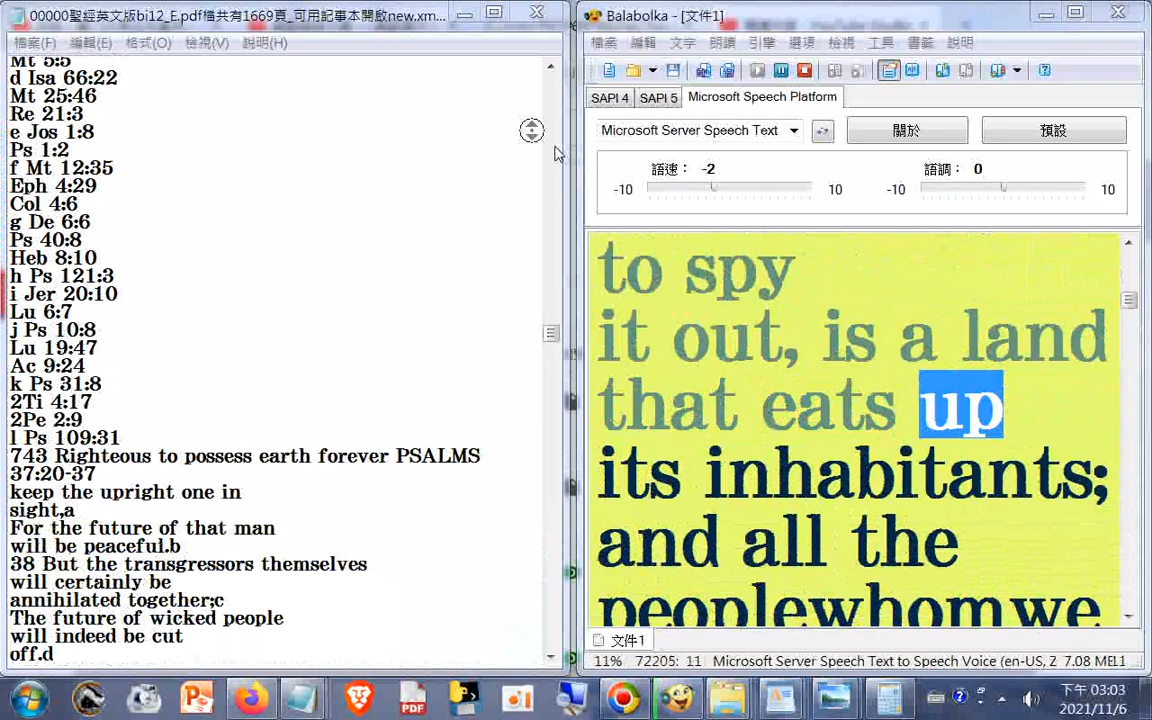 00000聖經英文版bi12_E.pdf檔共有1669頁_可用記事本開啟new.xm...
檔案(F) 編輯(E) 格式(O) 檢視(V) 說明(H)
Mt 5:5
d Isa 66:22
Mt 25:46
Re 21:3
e Jos 1:8
Ps 1:2
f Mt 12:35
Eph 4:29
Col 4:6
g De 6:6
Ps 40:8
Heb 8:10
h Ps 121:3
i Jer 20:10
Lu 6:7
j Ps 10:8
Lu 19:47
Ac 9:24
k Ps 31:8
2Ti 4:17
2Pe 2:9
l Ps 109:31
743 Righteous to possess earth forever PSALMS
37:20-37
keep the upright one in
sight,a
For the future of that man
will be peaceful.b
38 But the transgressors themselves
will certainly be
annihilated together;c
The future of wicked people
will indeed be cut
off.d
Balabolka - [文件1]
檔案 編輯 文字 朗讀 引擎 選項 檢視 工具 書籤 說明
SAPI 4 SAPI 5 Microsoft Speech Platform
Microsoft Server Speech Text 關於 預設
語速： -2 語調： 0
-10 10 -10 10
to spy
it out, is a land
that eats up
its inhabitants;
and all the
peoplewhomwe
文件1
11% 72205: 11 Microsoft Server Speech Text to Speech Voice (en-US, Z 7.08 ME
下午 03:03
2021/11/6